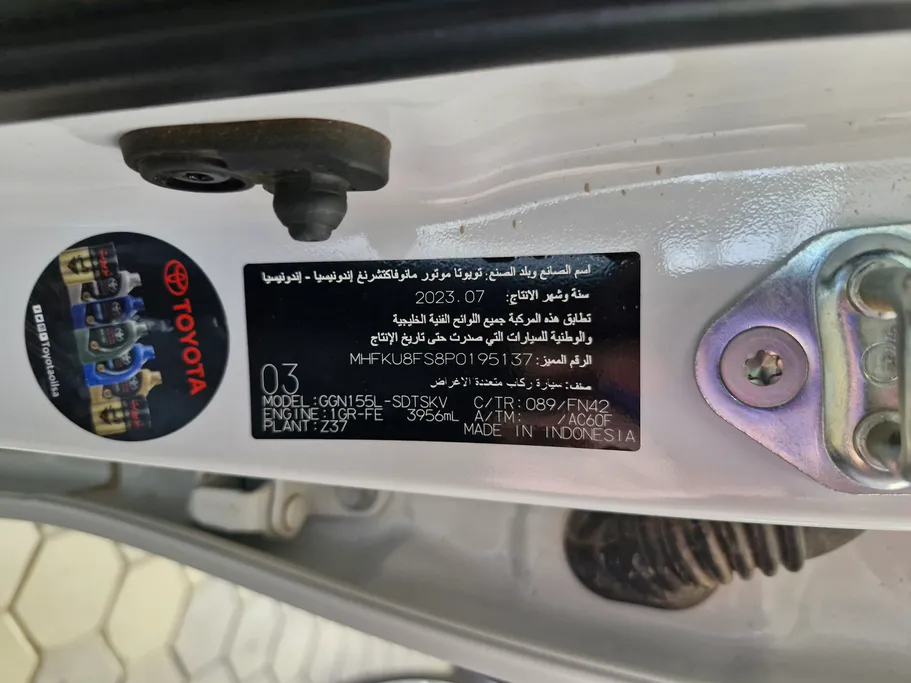 اسم الصانع وبلد الصنع: تويوتا موتور مانوفاكتشرنغ إندونيسيا - إندونيسيا
سنة وشهر الانتاج: 2023.07
تطابق هذه المركبة جميع اللوائح الفنية الخليجية
والوطنية للسيارات التي صدرت حتى تاريخ الإنتاج
الرقم المميز: MHFKU8FS8P0195137
صنف: سيارة ركاب متعددة الاغراض
03
MODEL:GGN155L-SDTSKV C/TR:089/FN42
ENGINE:1GR-FE 3956mL A/TM: /AC60F
PLANT:Z37 MADE IN INDONESIA
TOYOTA
Toyotaoilsa